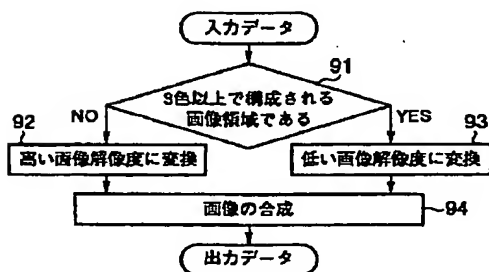 入力データ
91
9色以上で構成される
画像領域である
NO
YES
92
93
高い画像解像度に変換
低い画像解像度に変換
画像の合成
94
出力データ